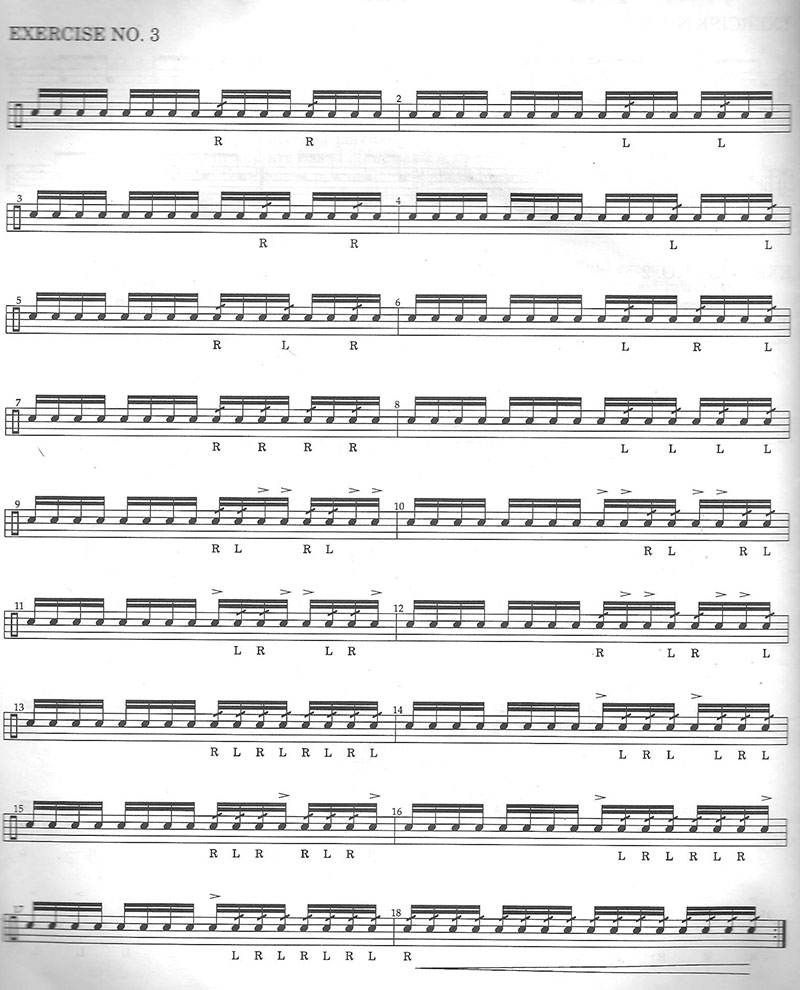 EXERCISE NO. 3
2
R R L L
3 4
R R L L
5 6
R L R L R L
7 8
R R R R L L L L
9 10
R L R L R L R L
11 12
L R L R R L R L
13 14
R L R L R L R L L R L L R L
15 16
R L R R L R L R L R L R
17 18
L R L R L R L R